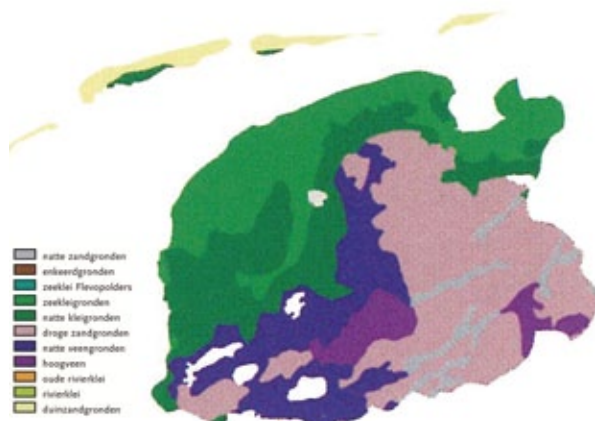 natte zandgronden
enkeerdgronden
zeeklei Flevopolders
zeekleigronden
natte kleigronden
droge zandgronden
natte veengronden
hoogveen
oude rivierklei
rivierklei
duinzandgronden